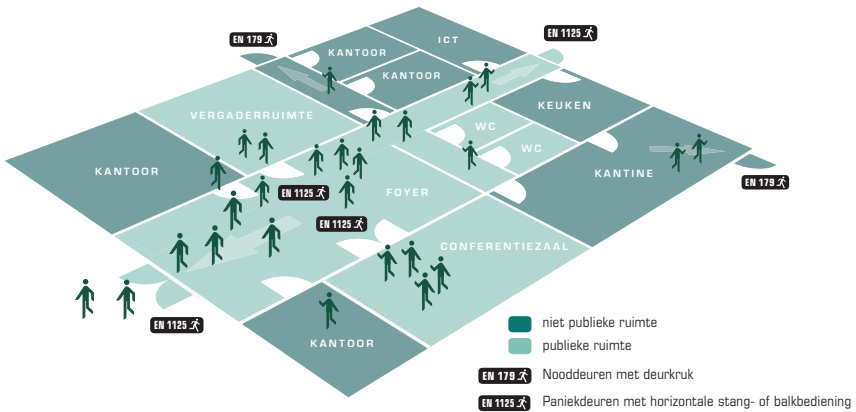 EN 179
EN 1125
ICT
KANTOOR
KANTOOR
KEUKEN
VERGADERRUIMTE
WC
WC
KANTOOR
KANTINE
EN 179
EN 1125
FOYER
EN 1125
CONFERENTIEZAAL
EN 1125
KANTOOR
niet publieke ruimte
publieke ruimte
EN 179 Nooddeuren met deurkruk
EN 1125 Paniekdeuren met horizontale stang- of balkbediening